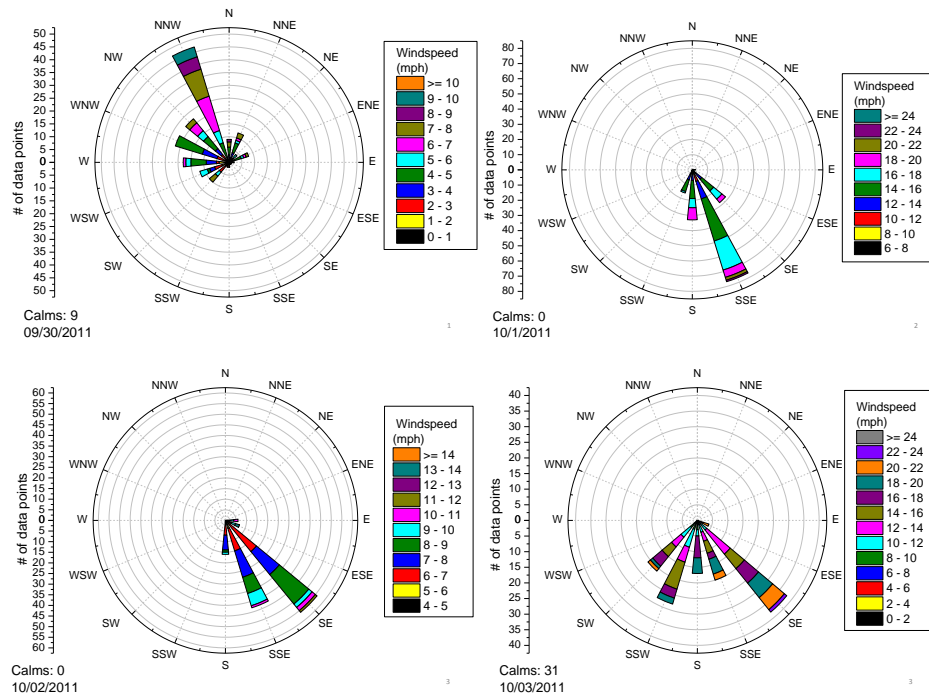 N
NNE
NE
ENE
E
ESE
SE
SSE
S
SSW
SW
WSW
W
WNW
NW
NNW
50
45
40
35
30
25
20
15
10
5
0
5
10
15
20
25
30
35
40
45
50
# of data points
Windspeed
(mph)
>= 10
9 - 10
8 - 9
7 - 8
6 - 7
5 - 6
4 - 5
3 - 4
2 - 3
1 - 2
0 - 1
Calms: 9
09/30/2011
1
N
NNE
NE
ENE
E
ESE
SE
SSE
S
SSW
SW
WSW
W
WNW
NW
NNW
80
70
60
50
40
30
20
10
0
10
20
30
40
50
60
70
80
# of data points
Windspeed
(mph)
>= 24
22 - 24
20 - 22
18 - 20
16 - 18
14 - 16
12 - 14
10 - 12
8 - 10
6 - 8
Calms: 0
10/1/2011
2
N
NNE
NE
ENE
E
ESE
SE
SSE
S
SSW
SW
WSW
W
WNW
NW
NNW
60
55
50
45
40
35
30
25
20
15
10
5
0
5
10
15
20
25
30
35
40
45
50
55
60
# of data points
Windspeed
(mph)
>= 14
13 - 14
12 - 13
11 - 12
10 - 11
9 - 10
8 - 9
7 - 8
6 - 7
5 - 6
4 - 5
Calms: 0
10/02/2011
3
N
NNE
NE
ENE
E
ESE
SE
SSE
S
SSW
SW
WSW
W
WNW
NW
NNW
40
35
30
25
20
15
10
5
0
5
10
15
20
25
30
35
40
# of data points
Windspeed
(mph)
>= 24
22 - 24
20 - 22
18 - 20
16 - 18
14 - 16
12 - 14
10 - 12
8 - 10
6 - 8
4 - 6
2 - 4
0 - 2
Calms: 31
10/03/2011
3